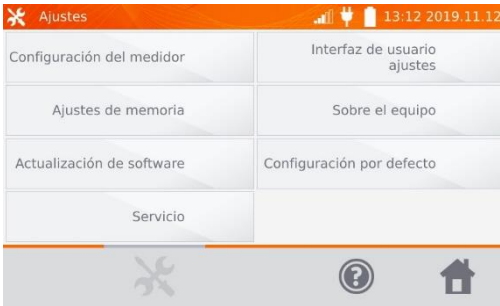 Ajustes
13:12 2019.11.12
Configuración del medidor
Interfaz de usuario
ajustes
Ajustes de memoria
Sobre el equipo
Actualización de software
Configuración por defecto
Servicio